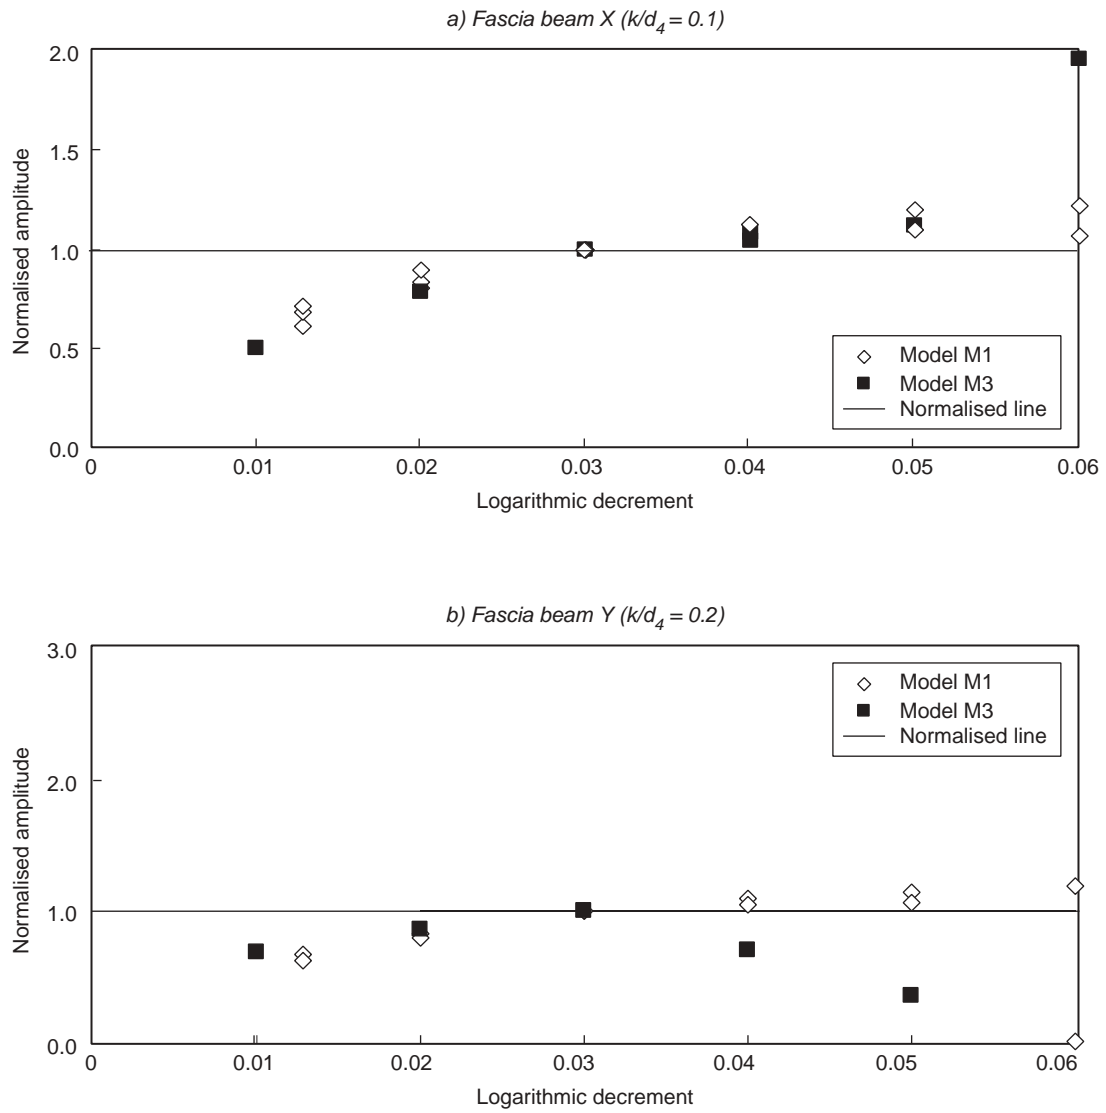 a) Fascia beam X (k/d4 = 0.1)
2.0
1.5
1.0
0.5
0.0
Normalised amplitude
Model M1
Model M3
Normalised line
0 0.01 0.02 0.03 0.04 0.05 0.06
Logarithmic decrement
b) Fascia beam Y (k/d4 = 0.2)
3.0
2.0
1.0
0.0
Normalised amplitude
Model M1
Model M3
Normalised line
0 0.01 0.02 0.03 0.04 0.05 0.06
Logarithmic decrement